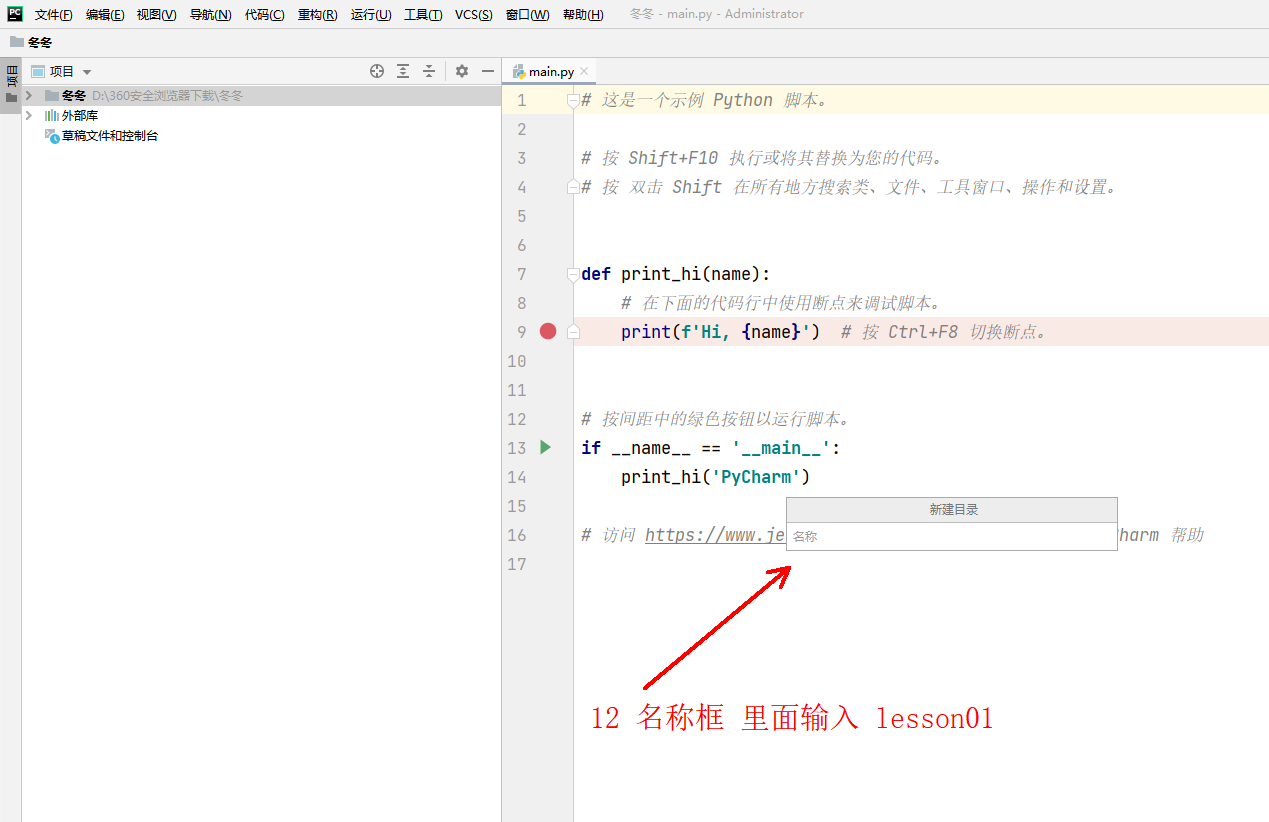 PC 文件(F) 编辑(E) 视图(V) 导航(N) 代码(C) 重构(R) 运行(U) 工具(T) VCS(S) 窗口(W) 帮助(H) 冬冬 - main.py - Administrator
冬冬
项目
项目
main.py
冬冬 D:\360安全浏览器下载\冬冬
外部库
草稿文件和控制台
1 # 这是一个示例 Python 脚本。
2
3 # 按 Shift+F10 执行或将其替换为您的代码。
4 # 按 双击 Shift 在所有地方搜索类、文件、工具窗口、操作和设置。
5
6
7 def print_hi(name):
8 # 在下面的代码行中使用断点来调试脚本。
9 print(f'Hi, {name}') # 按 Ctrl+F8 切换断点。
10
11
12 # 按间距中的绿色按钮以运行脚本。
13 if __name__ == '__main__':
14 print_hi('PyCharm')
15
新建目录
16 # 访问 https://www.je
名称
harm 帮助
17
12 名称框 里面输入 lesson01